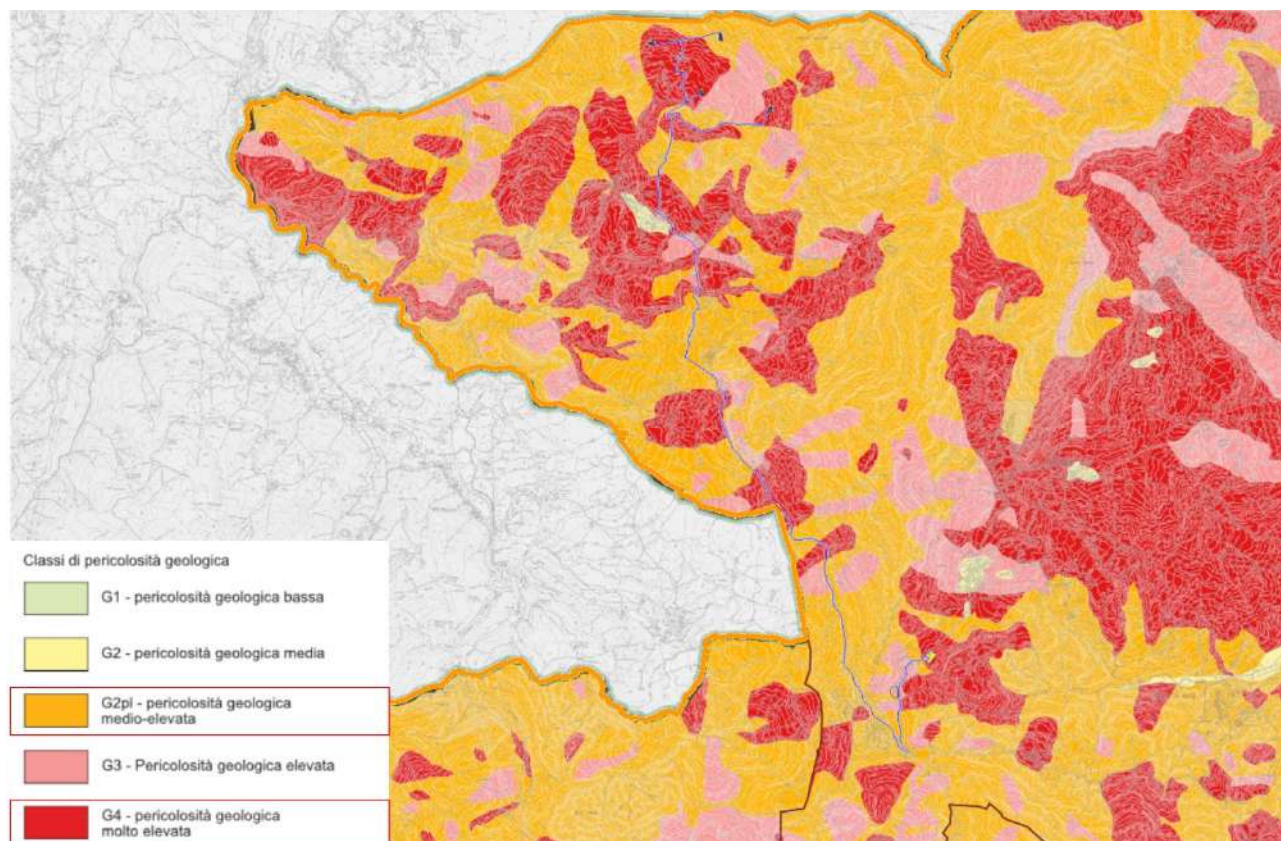 Classi di pericolosità geologica
G1 - pericolosità geologica bassa
G2 - pericolosità geologica media
G2pl - pericolosità geologica
medio-elevata
G3 - Pericolosità geologica elevata
G4 - pericolosità geologica
molto elevata